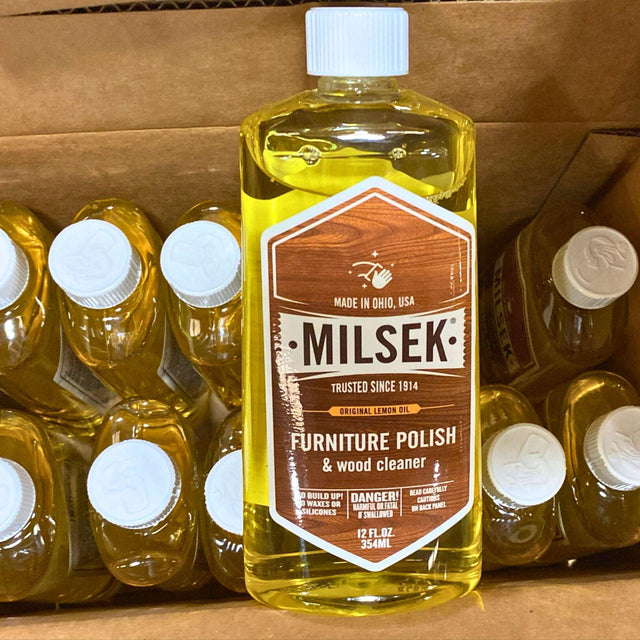 MADE IN OHIO, USA
•MILSEK•®
TRUSTED SINCE 1914
ORIGINAL LEMON OIL
FURNITURE POLISH
& wood cleaner
NO BUILD UP!
NO WAXES OR
SILICONES
DANGER!
HARMFUL OR FATAL
IF SWALLOWED
READ CAREFULLY
CAUTIONS
ON BACK PANEL
12 FL.OZ.
354ML
MILSEK